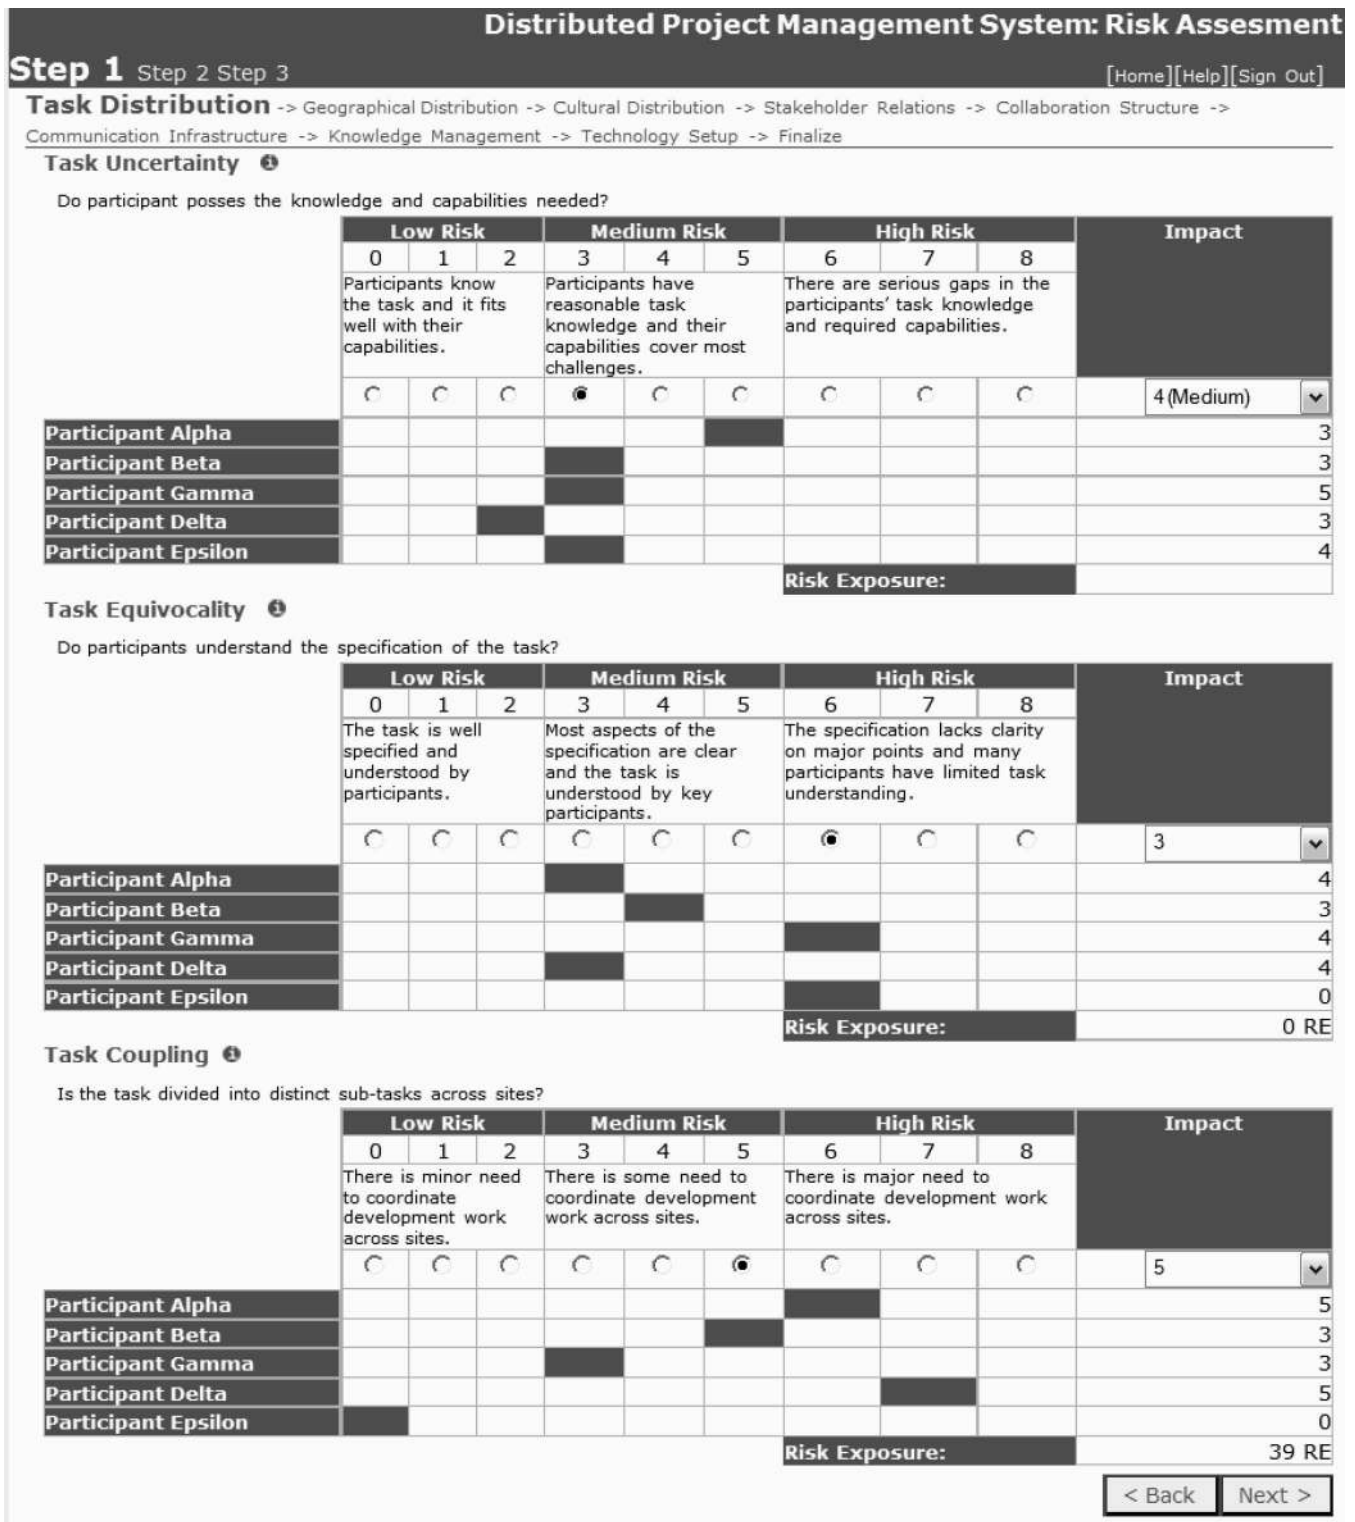 Distributed Project Management System: Risk Assesment
Step 1 Step 2 Step 3 [Home][Help][Sign Out]
Task Distribution -> Geographical Distribution -> Cultural Distribution -> Stakeholder Relations -> Collaboration Structure ->
Communication Infrastructure -> Knowledge Management -> Technology Setup -> Finalize
Task Uncertainty
Do participant posses the knowledge and capabilities needed?
Low Risk Medium Risk High Risk Impact
0 1 2 3 4 5 6 7 8
Participants know
the task and it fits
well with their
capabilities.
Participants have
reasonable task
knowledge and their
capabilities cover most
challenges.
There are serious gaps in the
participants' task knowledge
and required capabilities.
4 (Medium)
Participant Alpha 3
Participant Beta 3
Participant Gamma 5
Participant Delta 3
Participant Epsilon 4
Risk Exposure:
Task Equivocality
Do participants understand the specification of the task?
Low Risk Medium Risk High Risk Impact
0 1 2 3 4 5 6 7 8
The task is well
specified and
understood by
participants.
Most aspects of the
specification are clear
and the task is
understood by key
participants.
The specification lacks clarity
on major points and many
participants have limited task
understanding.
3
Participant Alpha 4
Participant Beta 3
Participant Gamma 4
Participant Delta 4
Participant Epsilon 0
Risk Exposure: 0 RE
Task Coupling
Is the task divided into distinct sub-tasks across sites?
Low Risk Medium Risk High Risk Impact
0 1 2 3 4 5 6 7 8
There is minor need
to coordinate
development work
across sites.
There is some need to
coordinate development
work across sites.
There is major need to
coordinate development work
across sites.
5
Participant Alpha 5
Participant Beta 3
Participant Gamma 3
Participant Delta 5
Participant Epsilon 0
Risk Exposure: 39 RE
< Back Next >